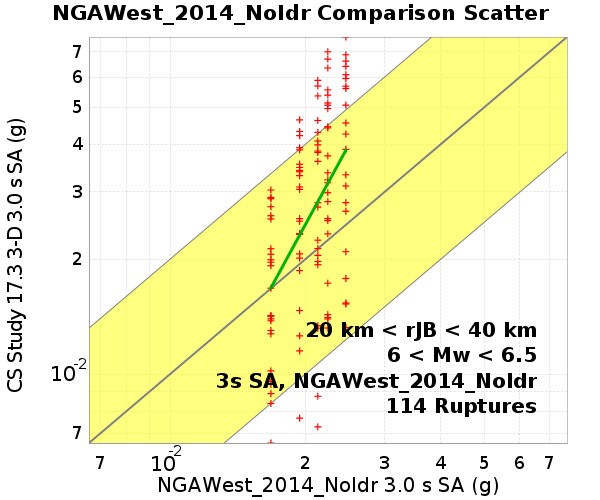 NGAWest_2014_NoIdr Comparison Scatter
CS Study 17.3 3-D 3.0 s SA (g)
7
6
5
4
3
2
10⁻²
7
20 km < rJB < 40 km
6 < Mw < 6.5
3s SA, NGAWest_2014_NoIdr
114 Ruptures
7 10⁻² 2 3 4 5 6 7
NGAWest_2014_NoIdr 3.0 s SA (g)